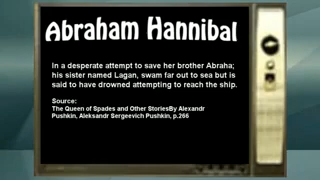 Abraham Hannibal
In a desperate attempt to save her brother Abraha;
his sister named Lagan, swam far out to sea but is
said to have drowned attempting to reach the ship.
Source:
The Queen of Spades and Other StoriesBy Alexandr
Pushkin, Aleksandr Sergeevich Pushkin, p.266